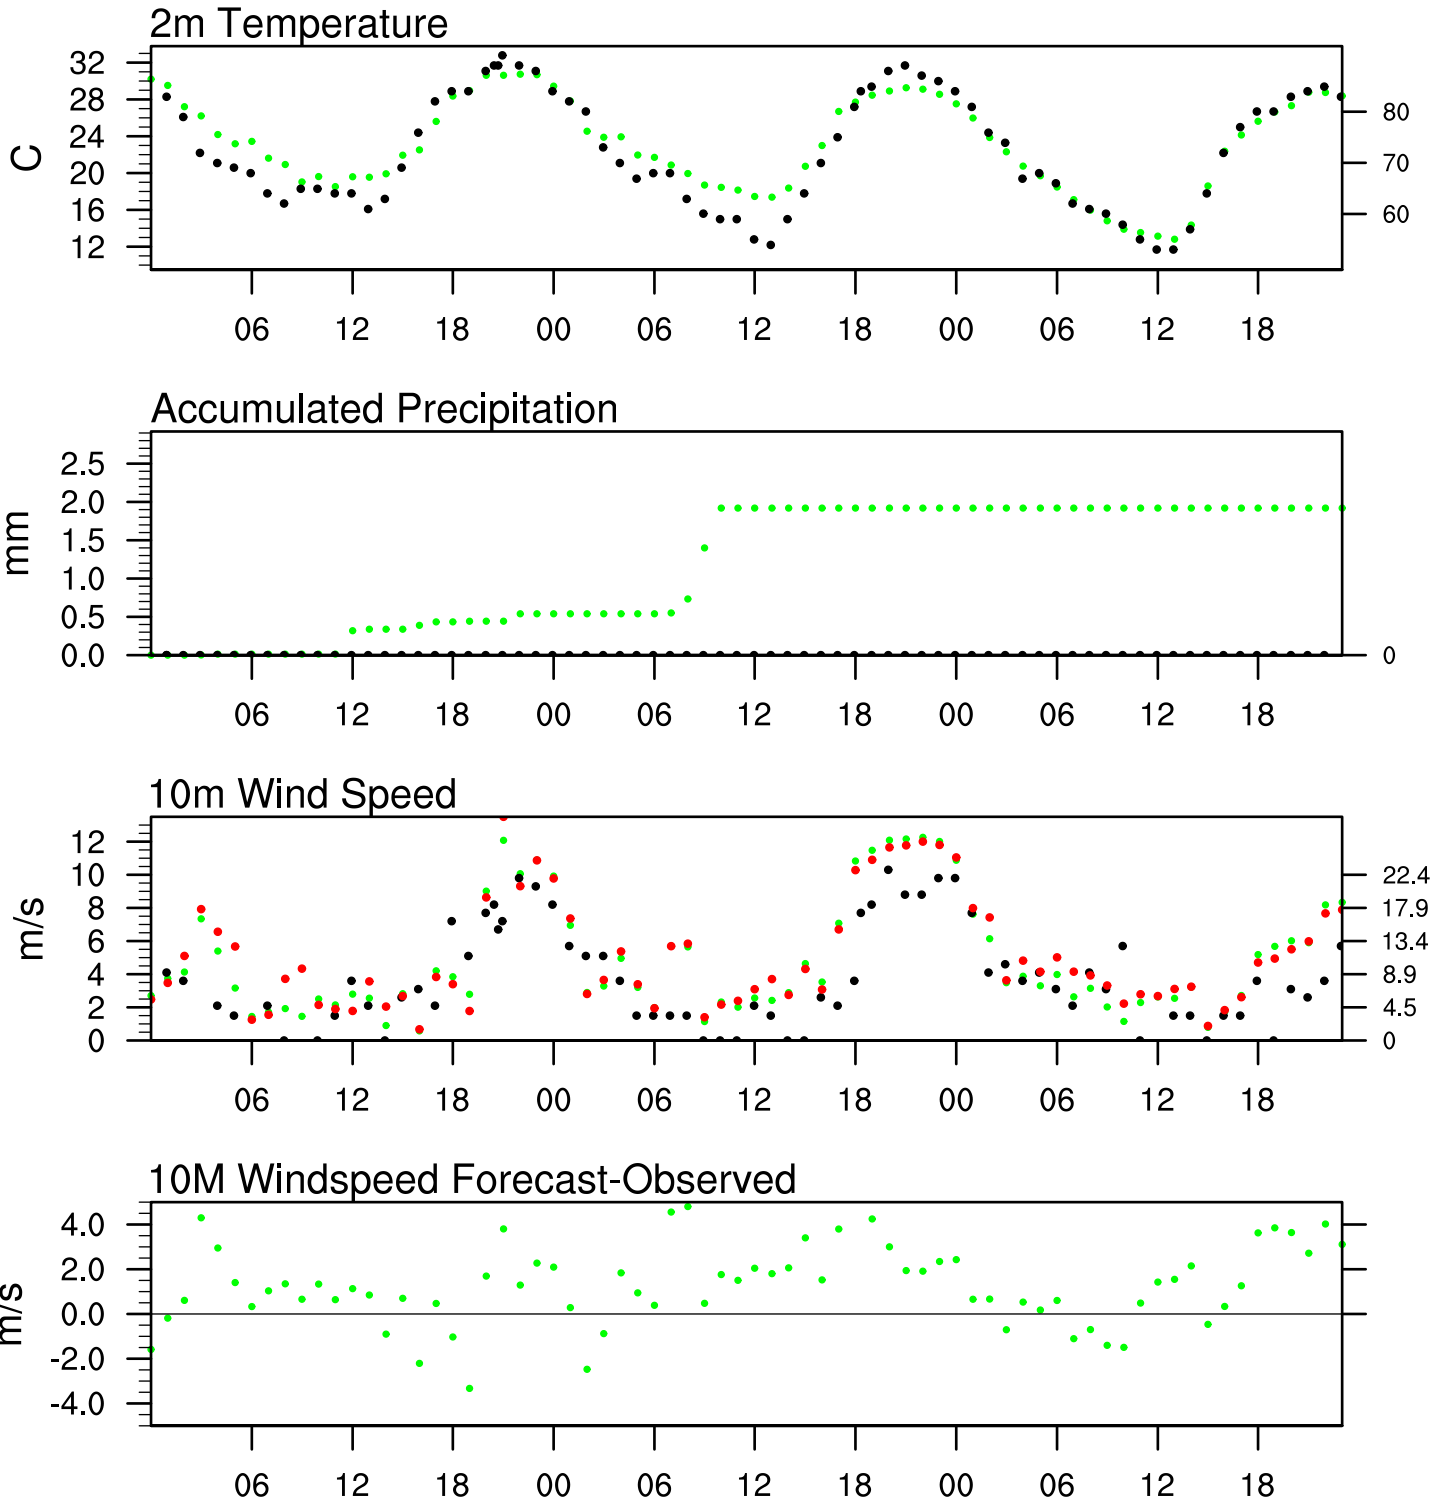 2m Temperature
32
28
24
20
16
12
C
80
70
60
06 12 18 00 06 12 18 00 06 12 18
Accumulated Precipitation
2.5
2.0
1.5
1.0
0.5
0.0
mm
0
06 12 18 00 06 12 18 00 06 12 18
10m Wind Speed
12
10
8
6
4
2
0
m/s
22.4
17.9
13.4
8.9
4.5
0
06 12 18 00 06 12 18 00 06 12 18
10M Windspeed Forecast-Observed
4.0
2.0
0.0
-2.0
-4.0
m/s
06 12 18 00 06 12 18 00 06 12 18